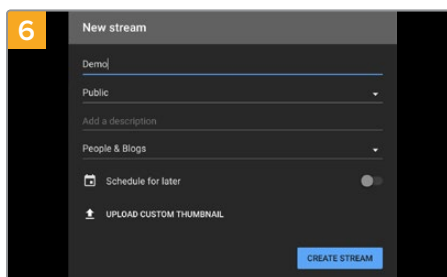 6
New stream
Demo
Public
Add a description
People & Blogs
Schedule for later
UPLOAD CUSTOM THUMBNAIL
CREATE STREAM